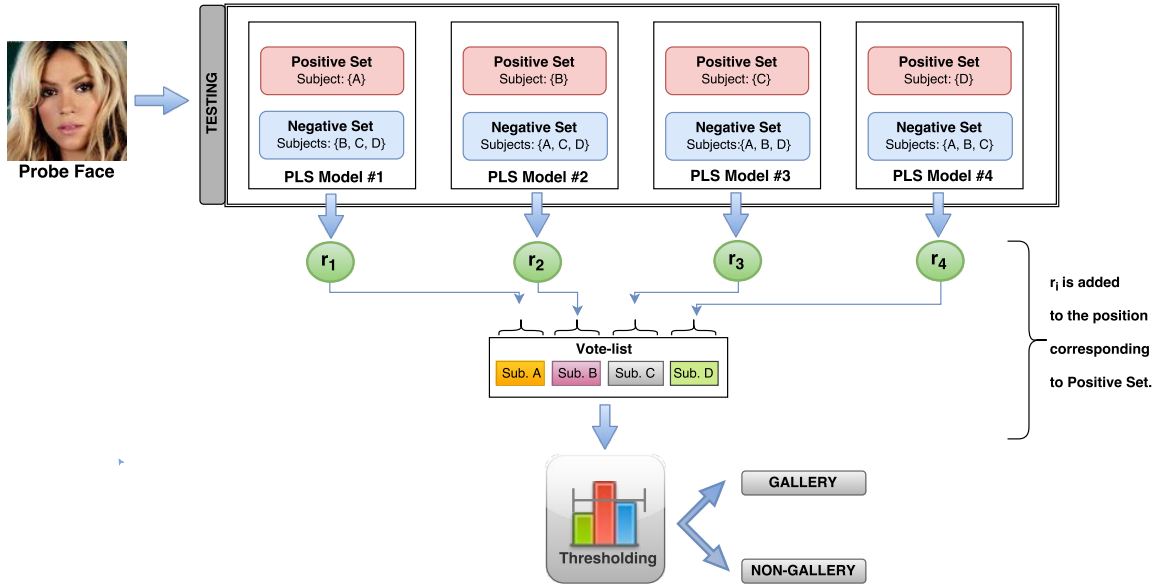 Probe Face
TESTING
Positive Set
Subject: {A}
Negative Set
Subjects: {B, C, D}
PLS Model #1
Positive Set
Subject: {B}
Negative Set
Subjects: {A, C, D}
PLS Model #2
Positive Set
Subject: {C}
Negative Set
Subjects:{A, B, D}
PLS Model #3
Positive Set
Subject: {D}
Negative Set
Subjects: {A, B, C}
PLS Model #4
r1
r2
r3
r4
ri is added
to the position
corresponding
to Positive Set.
Vote-list
Sub. A
Sub. B
Sub. C
Sub. D
Thresholding
GALLERY
NON-GALLERY